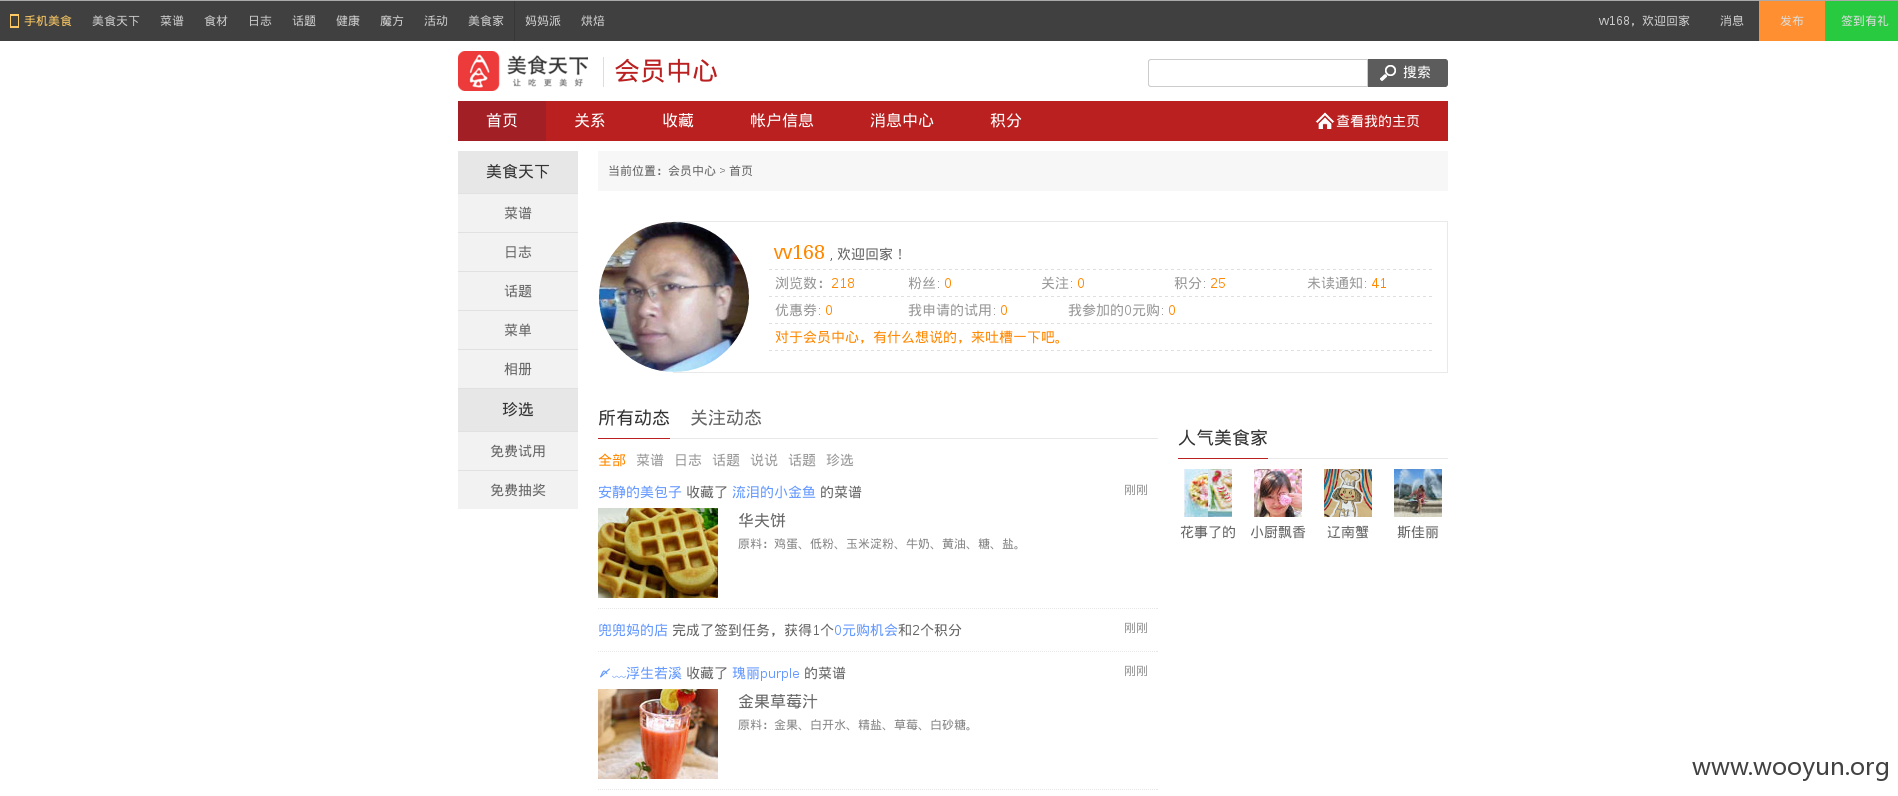 手机美食 美食天下 菜谱 食材 日志 话题 健康 魔方 活动 美食家 妈妈派 烘焙 vv168，欢迎回家 消息 发布 签到有礼
美食天下
让吃更美好
会员中心
搜索
首页 关系 收藏 帐户信息 消息中心 积分 查看我的主页
美食天下
菜谱
日志
话题
菜单
相册
珍选
免费试用
免费抽奖
当前位置：会员中心 > 首页
vv168 , 欢迎回家！
浏览数：218 粉丝: 0 关注: 0 积分: 25 未读通知: 41
优惠券: 0 我申请的试用: 0 我参加的0元购: 0
对于会员中心，有什么想说的，来吐槽一下吧。
所有动态 关注动态
全部 菜谱 日志 话题 说说 话题 珍选
安静的美包子 收藏了 流泪的小金鱼 的菜谱 刚刚
华夫饼
原料：鸡蛋、低粉、玉米淀粉、牛奶、黄油、糖、盐。
兜兜妈的店 完成了签到任务，获得1个0元购机会和2个积分 刚刚
〆﹏浮生若溪 收藏了 瑰丽purple 的菜谱 刚刚
金果草莓汁
原料：金果、白开水、精盐、草莓、白砂糖。
人气美食家
花事了的 小厨飘香 辽南蟹 斯佳丽
www.wooyun.org